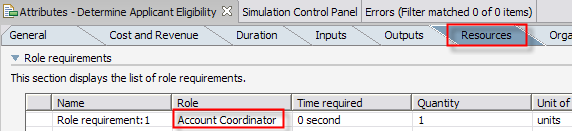 Attributes - Determine Applicant Eligibility Simulation Control Panel Errors (Filter matched 0 of 0 items)
General Cost and Revenue Duration Inputs Outputs Resources Orga
Role requirements
This section displays the list of role requirements.
Name Role Time required Quantity Unit of
Role requirement:1 Account Coordinator 0 second 1 units